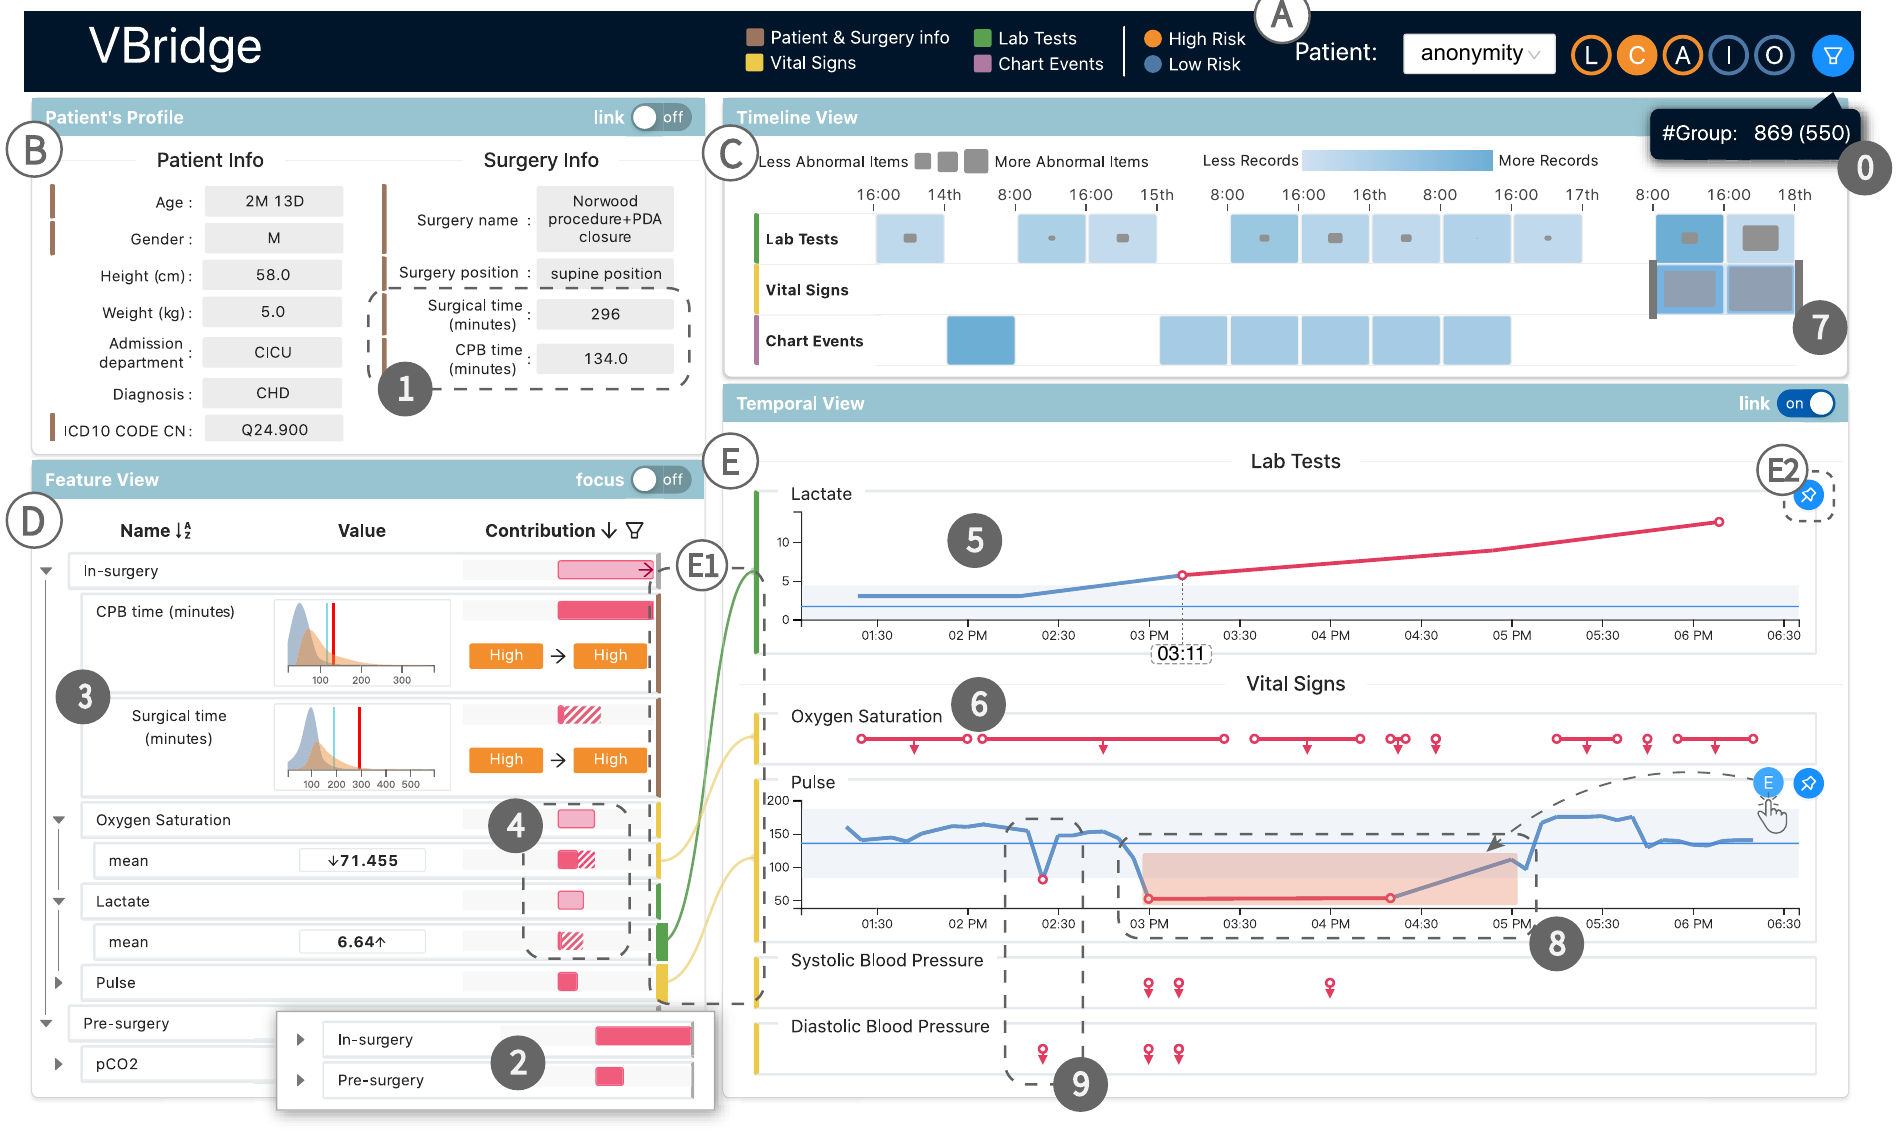 VBridge
Patient & Surgery info
Vital Signs
Lab Tests
Chart Events
High Risk
Low Risk
A
Patient:
anonymity
L
C
A
I
O
#Group: 869 (550)
0
Patient's Profile
link
off
B
Patient Info
Age :
2M 13D
Gender :
M
Height (cm) :
58.0
Weight (kg) :
5.0
Admission
department :
CICU
Diagnosis :
CHD
ICD10 CODE CN :
Q24.900
Surgery Info
Surgery name :
Norwood
procedure+PDA
closure
Surgery position :
supine position
Surgical time
(minutes) :
296
CPB time
(minutes) :
134.0
1
Timeline View
C
Less Abnormal Items
More Abnormal Items
Less Records
More Records
16:00 14th 8:00 16:00 15th 8:00 16:00 16th 8:00 16:00 17th 8:00 16:00 18th
Lab Tests
Vital Signs
Chart Events
7
Feature View
focus
off
D
Name
A
Z
Value
Contribution
In-surgery
CPB time (minutes)
100 200 300
High → High
3
Surgical time
(minutes)
100 200 300 400 500
High → High
Oxygen Saturation
4
mean
↓71.455
Lactate
mean
6.64↑
Pulse
Pre-surgery
pCO2
In-surgery
Pre-surgery
2
Temporal View
link
on
E
E1
E2
Lab Tests
Lactate
5
10
5
0
01:30 02 PM 02:30 03 PM 03:30 04 PM 04:30 05 PM 05:30 06 PM 06:30
03:11
Vital Signs
Oxygen Saturation
6
Pulse
E
200
150
100
50
01:30 02 PM 02:30 03 PM 03:30 04 PM 04:30 05 PM 05:30 06 PM 06:30
8
Systolic Blood Pressure
Diastolic Blood Pressure
9